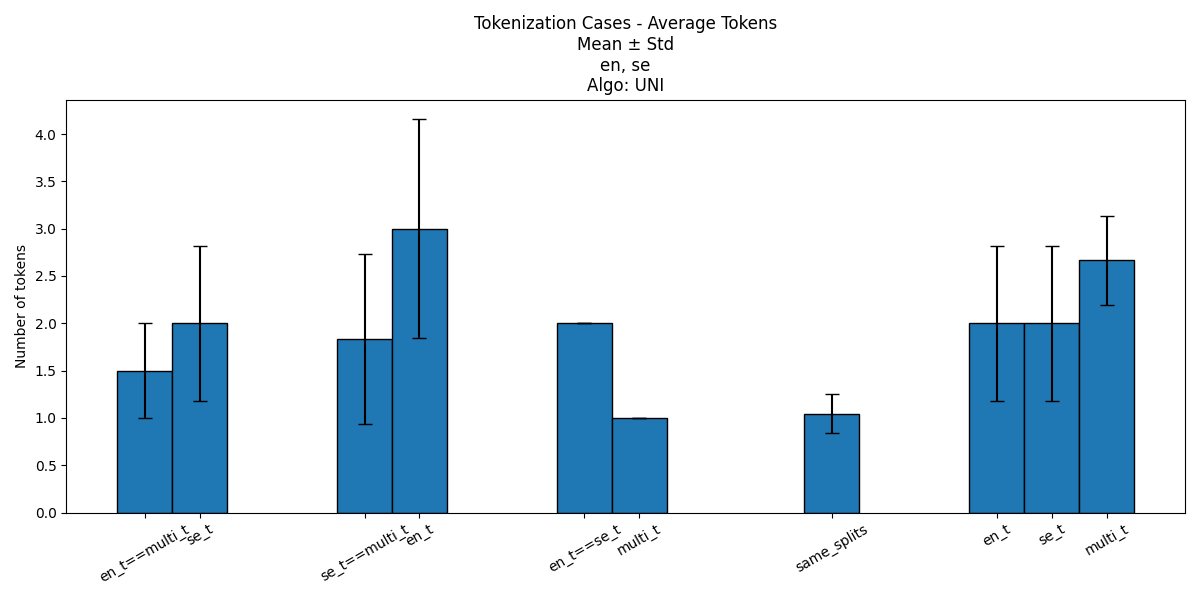 Tokenization Cases - Average Tokens
Mean ± Std
en, se
Algo: UNI
Number of tokens
4.0
3.5
3.0
2.5
2.0
1.5
1.0
0.5
0.0
en_t==multi_t
se_t
se_t==multi_t
en_t
en_t==se_t
multi_t
same_splits
en_t
se_t
multi_t